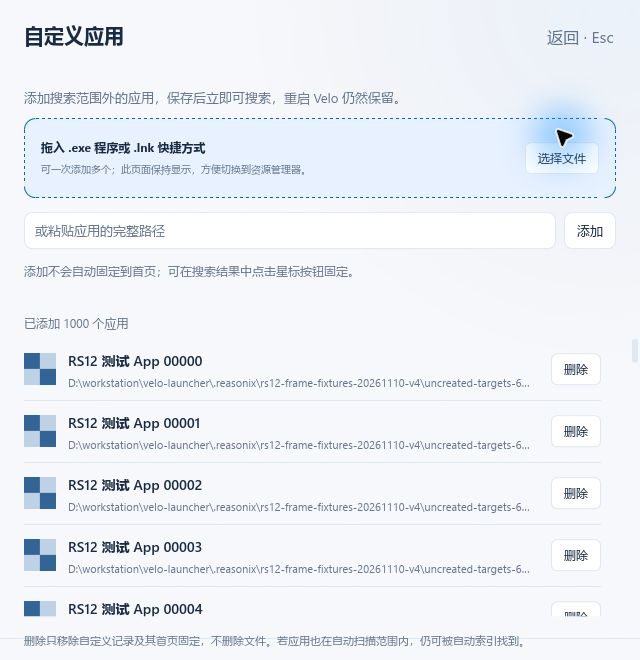 自定义应用
返回 · Esc
添加搜索范围外的应用，保存后立即可搜索，重启 Velo 仍然保留。
拖入 .exe 程序或 .lnk 快捷方式
可一次添加多个；此页面保持显示，方便切换到资源管理器。
选择文件
或粘贴应用的完整路径
添加
添加不会自动固定到首页；可在搜索结果中点击星标按钮固定。
已添加 1000 个应用
RS12 测试 App 00000
D:\workstation\velo-launcher\.reasonix\rs12-frame-fixtures-20261110-v4\uncreated-targets-6...
删除
RS12 测试 App 00001
D:\workstation\velo-launcher\.reasonix\rs12-frame-fixtures-20261110-v4\uncreated-targets-6...
删除
RS12 测试 App 00002
D:\workstation\velo-launcher\.reasonix\rs12-frame-fixtures-20261110-v4\uncreated-targets-6...
删除
RS12 测试 App 00003
D:\workstation\velo-launcher\.reasonix\rs12-frame-fixtures-20261110-v4\uncreated-targets-6...
删除
RS12 测试 App 00004
删除只移除自定义记录及其首页固定，不删除文件。若应用也在自动扫描范围内，仍可被自动索引找到。